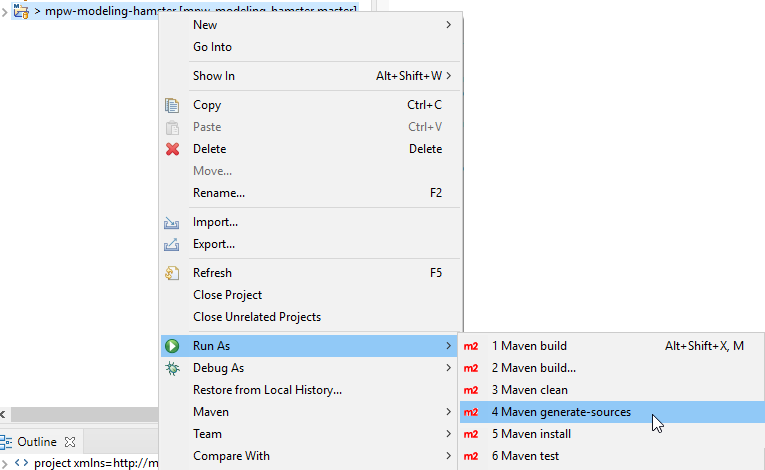 > mpw-modeling-hamster [mpw-modeling-hamster master]
New
Go Into
Show In Alt+Shift+W
Copy Ctrl+C
Paste Ctrl+V
Delete Delete
Move...
Rename... F2
Import...
Export...
Refresh F5
Close Project
Close Unrelated Projects
Run As
Debug As
Restore from Local History...
Maven
Team
Compare With
m2 1 Maven build Alt+Shift+X, M
m2 2 Maven build...
m2 3 Maven clean
m2 4 Maven generate-sources
m2 5 Maven install
m2 6 Maven test
Outline
project xmlns=http://m